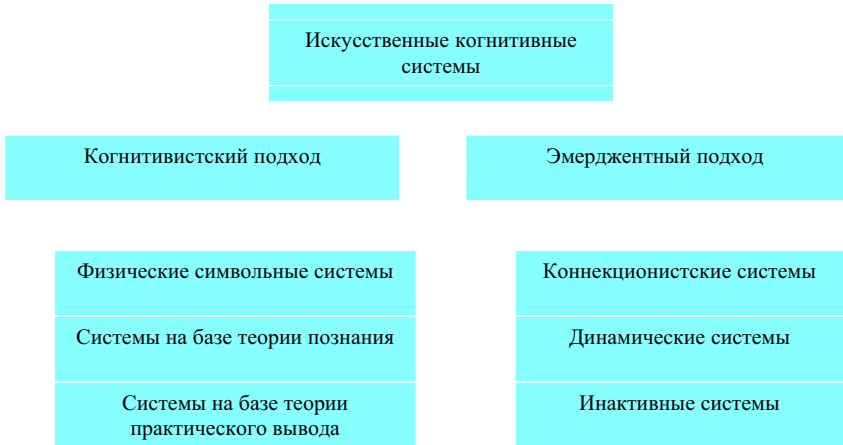 Искусственные когнитивные
системы
Когнитивистский подход
Эмерджентный подход
Физические символьные системы
Коннекционистские системы
Системы на базе теории познания
Динамические системы
Системы на базе теории
практического вывода
Инактивные системы